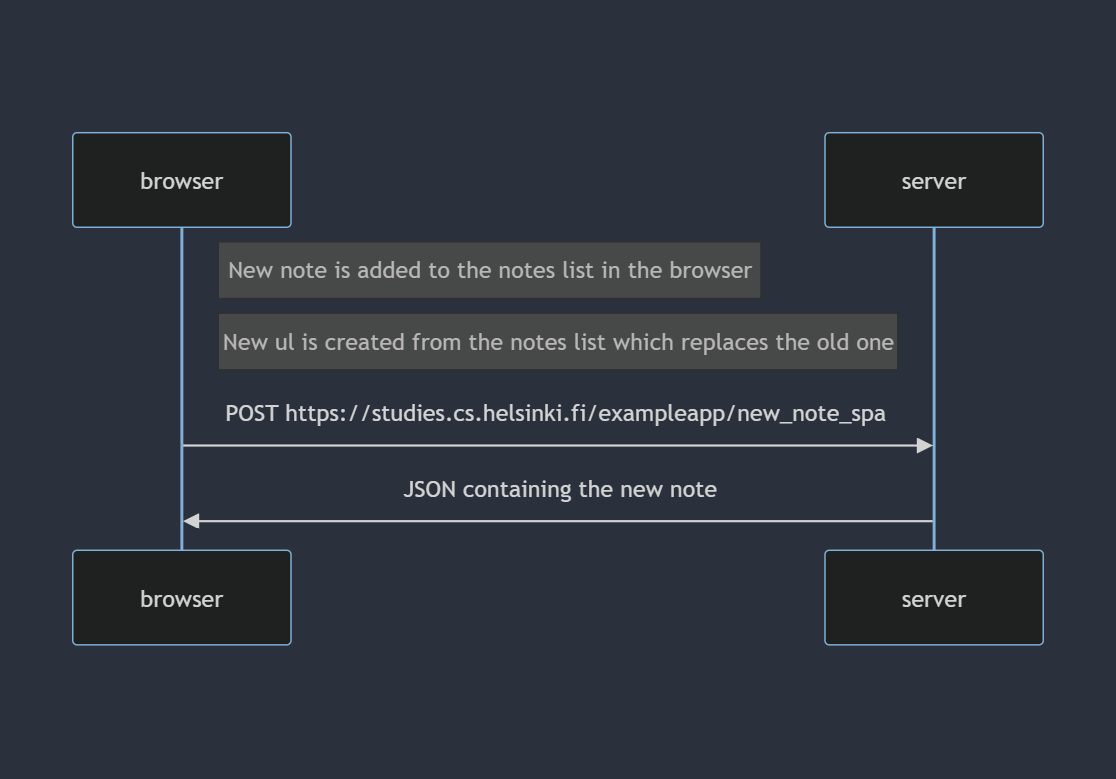 browser
server
New note is added to the notes list in the browser
New ul is created from the notes list which replaces the old one
POST https://studies.cs.helsinki.fi/exampleapp/new_note_spa
JSON containing the new note
browser
server